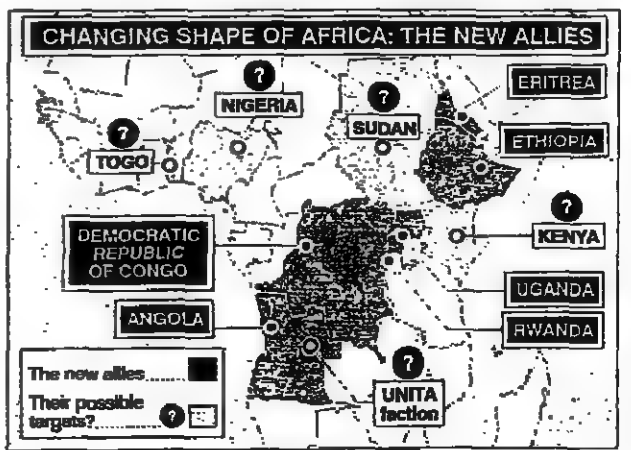 CHANGING SHAPE OF AFRICA: THE NEW ALLIES
?
NIGERIA
?
SUDAN
ERITREA
?
TOGO
ETHIOPIA
?
KENYA
DEMOCRATIC
REPUBLIC
OF CONGO
UGANDA
ANGOLA
RWANDA
?
UNITA
faction
The new allies
Their possible
targets? ?